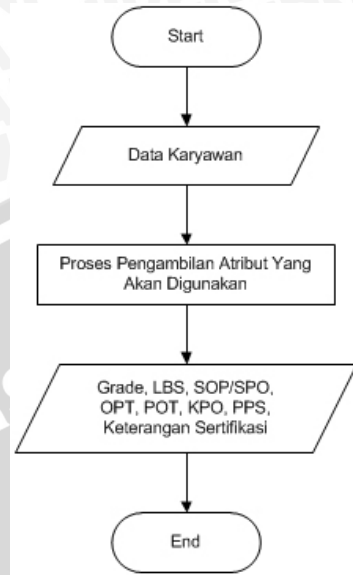 Start
Data Karyawan
Proses Pengambilan Atribut Yang
Akan Digunakan
Grade, LBS, SOP/SPO,
OPT, POT, KPO, PPS,
Keterangan Sertifikasi
End